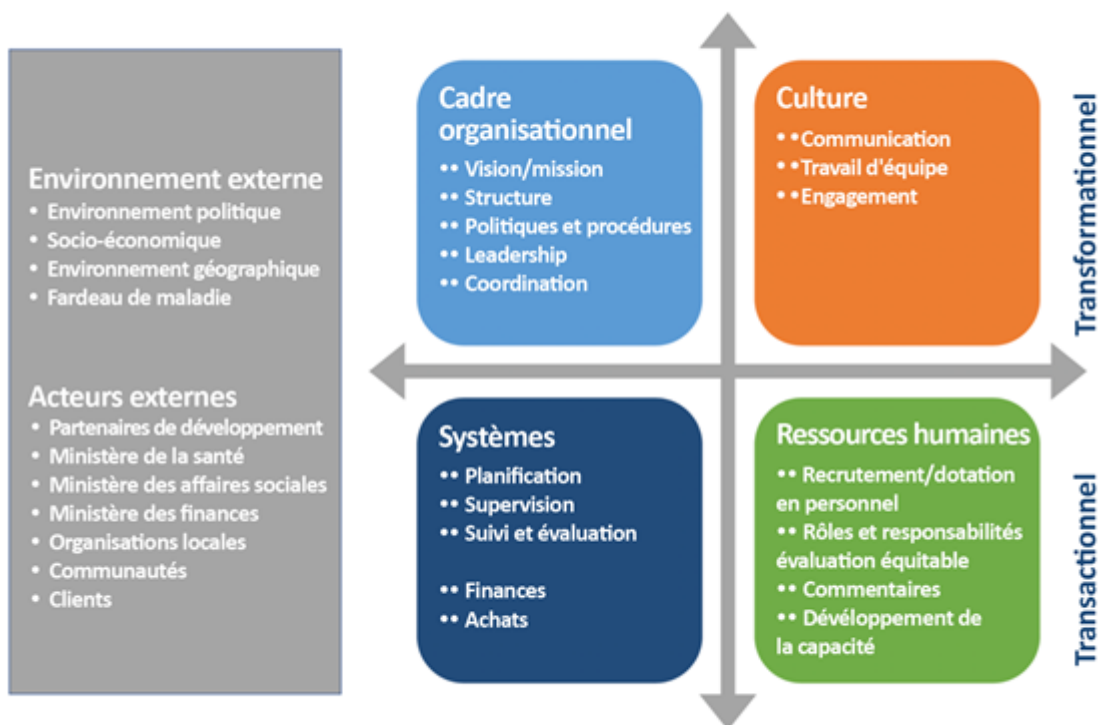 Environnement externe
• Environnement politique
• Socio-économique
• Environnement géographique
• Fardeau de maladie
Acteurs externes
• Partenaires de développement
• Ministère de la santé
• Ministère des affaires sociales
• Ministère des finances
• Organisations locales
• Communautés
• Clients
Cadre
organisationnel
•• Vision/mission
•• Structure
•• Politiques et procédures
•• Leadership
•• Coordination
Culture
••Communication
••Travail d'équipe
••Engagement
Transformationnel
Systèmes
•• Planification
•• Supervision
•• Suivi et évaluation
•• Finances
•• Achats
Ressources humaines
•• Recrutement/dotation
en personnel
•• Rôles et responsabilités
évaluation équitable
•• Commentaires
•• Dévéloppement de
la capacité
Transactionnel